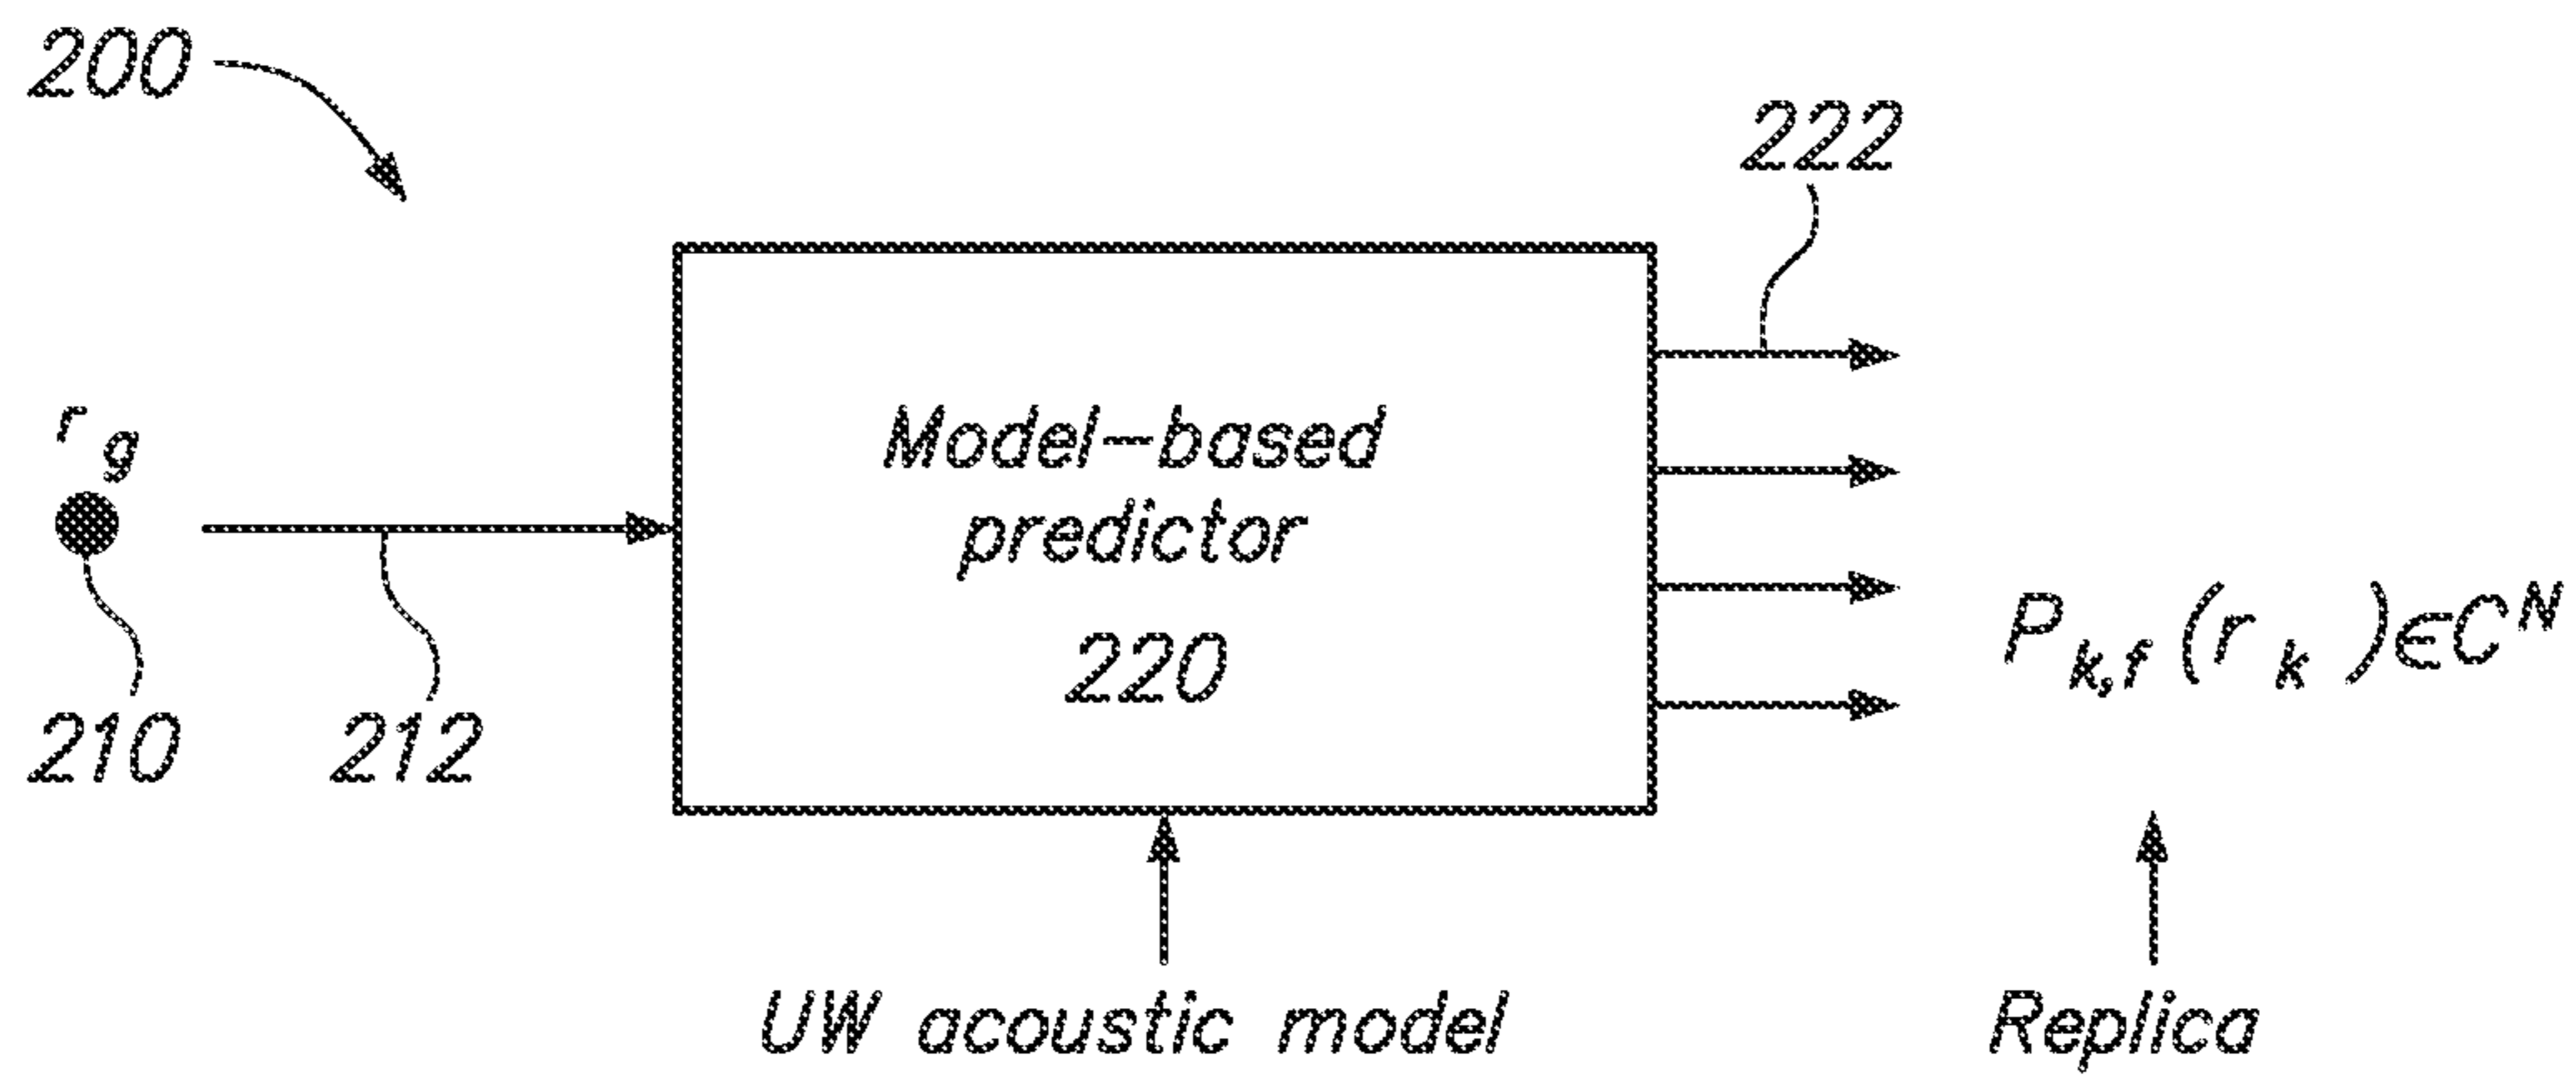 200
222
r g
Model-based
predictor
220
P k,f (r k )∈C^N
210
212
UW acoustic model
Replica